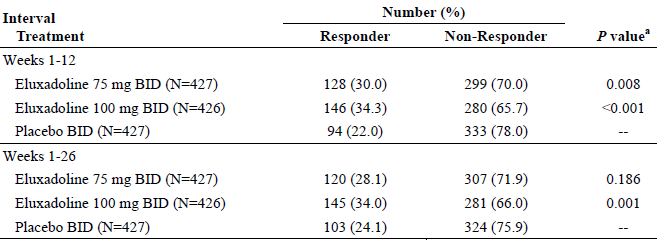 Interval Number (%)
Treatment Responder Non-Responder P valueᵃ
Weeks 1-12
Eluxadoline 75 mg BID (N=427) 128 (30.0) 299 (70.0) 0.008
Eluxadoline 100 mg BID (N=426) 146 (34.3) 280 (65.7) <0.001
Placebo BID (N=427) 94 (22.0) 333 (78.0) --
Weeks 1-26
Eluxadoline 75 mg BID (N=427) 120 (28.1) 307 (71.9) 0.186
Eluxadoline 100 mg BID (N=426) 145 (34.0) 281 (66.0) 0.001
Placebo BID (N=427) 103 (24.1) 324 (75.9) --